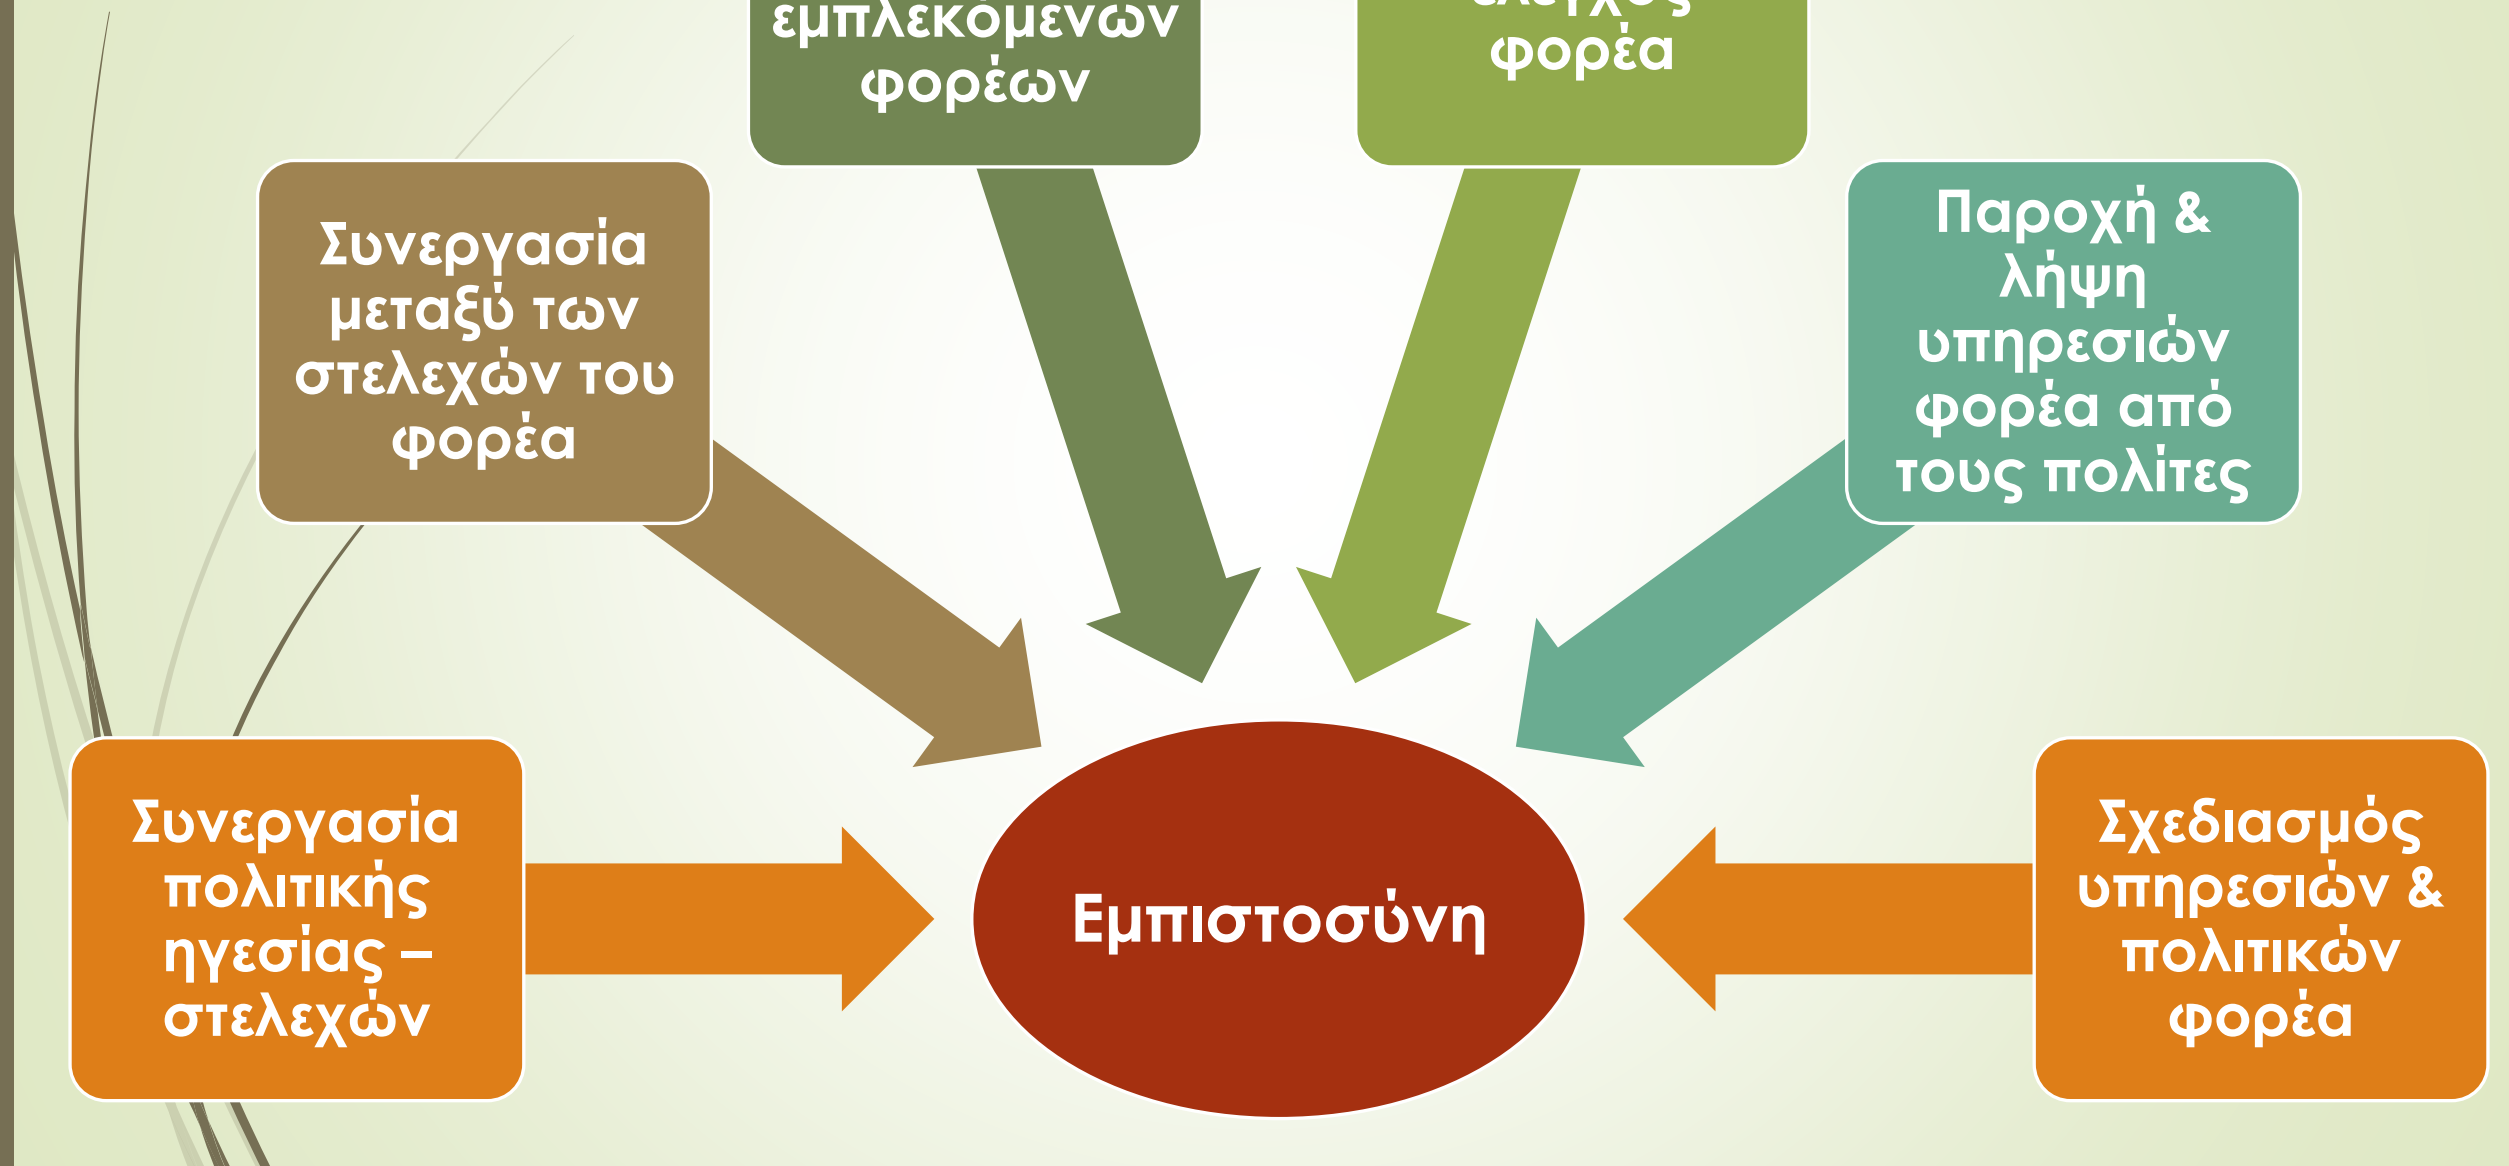 εμπλεκόμενων
φορέων
φορέα
Συνεργασία
μεταξύ των
στελεχών του
φορέα
Παροχή &
λήψη
υπηρεσιών
φορέα από
τους πολίτες
Συνεργασία
πολιτικής
ηγεσίας –
στελεχών
Εμπιστοσύνη
Σχεδιασμός
υπηρεσιών &
πολιτικών
φορέα